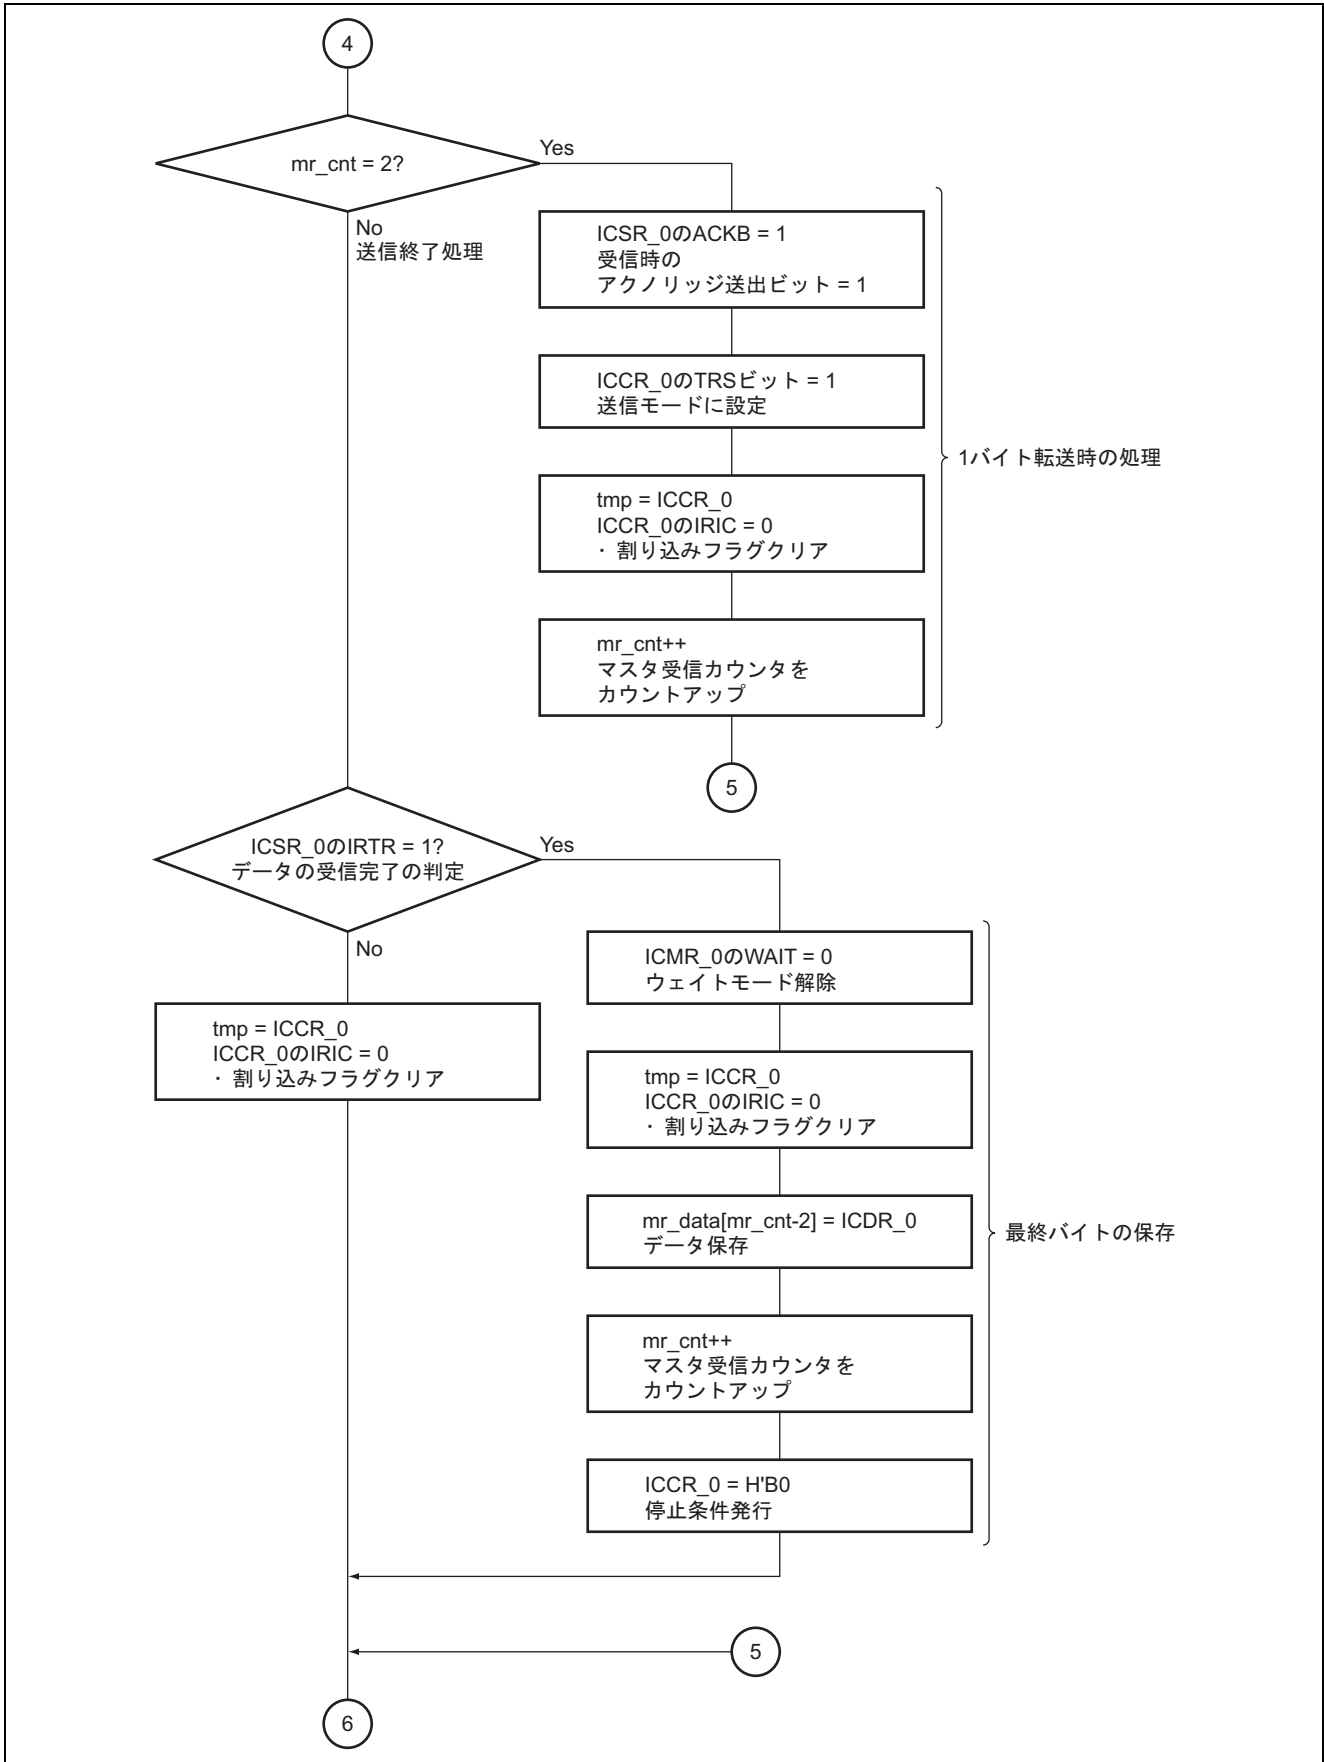 4
mr_cnt = 2?
Yes
No
送信終了処理
ICSR_0のACKB = 1
受信時の
アクノリッジ送出ビット = 1
ICCR_0のTRSビット = 1
送信モードに設定
tmp = ICCR_0
ICCR_0のIRIC = 0
・ 割り込みフラグクリア
mr_cnt++
マスタ受信カウンタを
カウントアップ
1バイト転送時の処理
5
ICSR_0のIRTR = 1?
データの受信完了の判定
Yes
No
tmp = ICCR_0
ICCR_0のIRIC = 0
・ 割り込みフラグクリア
ICMR_0のWAIT = 0
ウェイトモード解除
tmp = ICCR_0
ICCR_0のIRIC = 0
・ 割り込みフラグクリア
mr_data[mr_cnt-2] = ICDR_0
データ保存
mr_cnt++
マスタ受信カウンタを
カウントアップ
ICCR_0 = H'B0
停止条件発行
最終バイトの保存
5
6